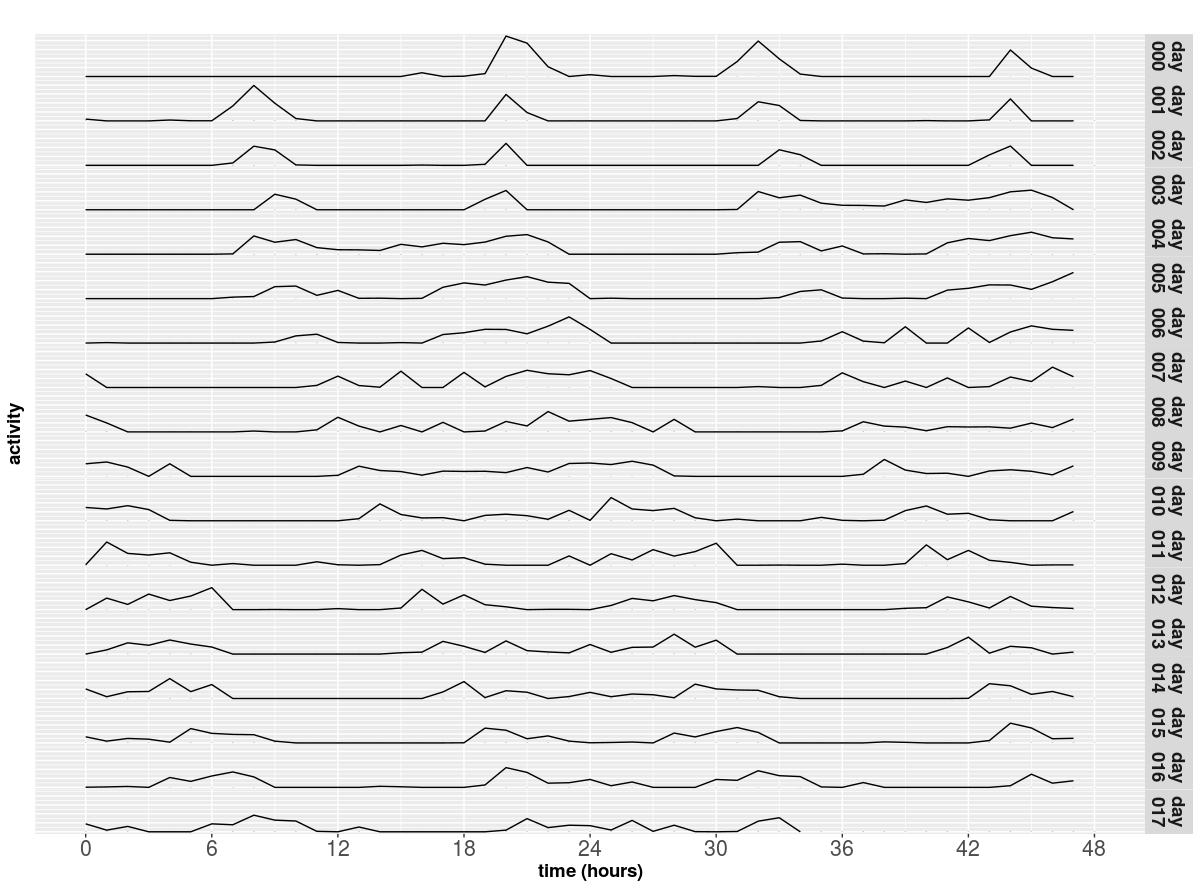 day 000
day 001
day 002
day 003
day 004
day 005
day 006
day 007
day 008
day 009
day 010
day 011
day 012
day 013
day 014
day 015
day 016
day 017
activity
0 6 12 18 24 30 36 42 48
time (hours)